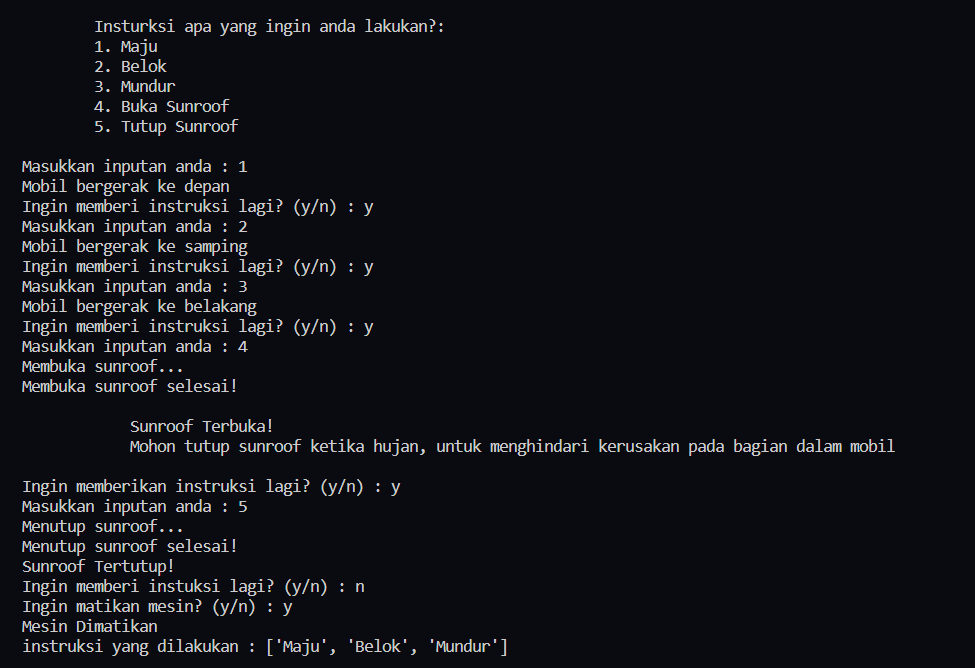 Insturksi apa yang ingin anda lakukan?:
1. Maju
2. Belok
3. Mundur
4. Buka Sunroof
5. Tutup Sunroof
Masukkan inputan anda : 1
Mobil bergerak ke depan
Ingin memberi instruksi lagi? (y/n) : y
Masukkan inputan anda : 2
Mobil bergerak ke samping
Ingin memberi instruksi lagi? (y/n) : y
Masukkan inputan anda : 3
Mobil bergerak ke belakang
Ingin memberi instruksi lagi? (y/n) : y
Masukkan inputan anda : 4
Membuka sunroof...
Membuka sunroof selesai!
Sunroof Terbuka!
Mohon tutup sunroof ketika hujan, untuk menghindari kerusakan pada bagian dalam mobil
Ingin memberikan instruksi lagi? (y/n) : y
Masukkan inputan anda : 5
Menutup sunroof...
Menutup sunroof selesai!
Sunroof Tertutup!
Ingin memberi instuksi lagi? (y/n) : n
Ingin matikan mesin? (y/n) : y
Mesin Dimatikan
instruksi yang dilakukan : ['Maju', 'Belok', 'Mundur']